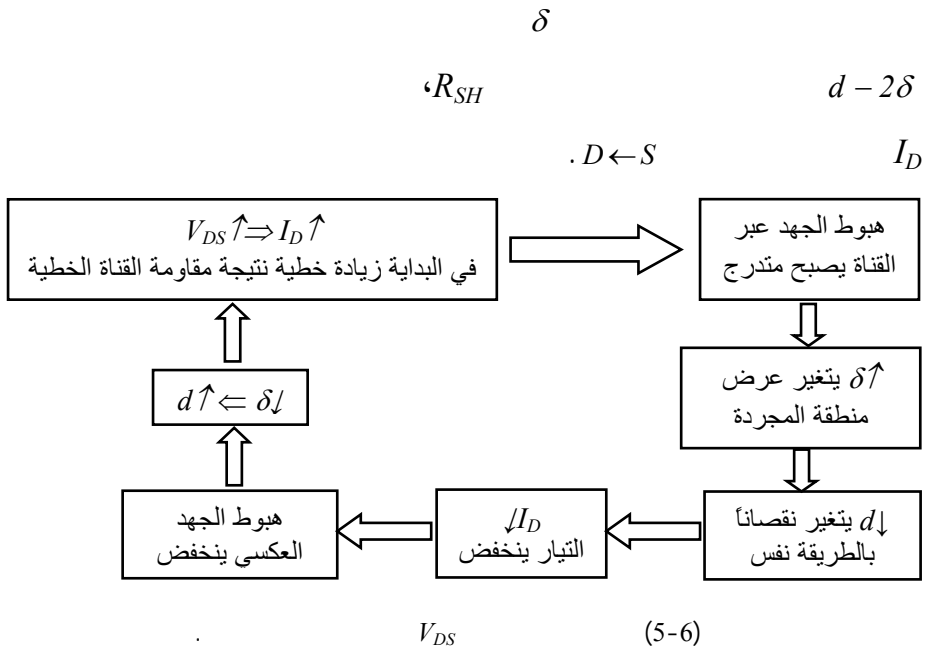 δ
d − 2δ
R_SH،
I_D
D ← S .
V_DS ↑ ⇒ I_D ↑
في البداية زيادة خطية نتيجة مقاومة القناة الخطية
هبوط الجهد عبر
القناة يصبح متدرج
δ↑ يتغير عرض
منطقة المجردة
d↓ يتغير نقصاناً
بالطريقة نفس
↓I_D
التيار ينخفض
هبوط الجهد
العكسي ينخفض
d↑ ⇐ δ↓
(5-6)
V_DS
.